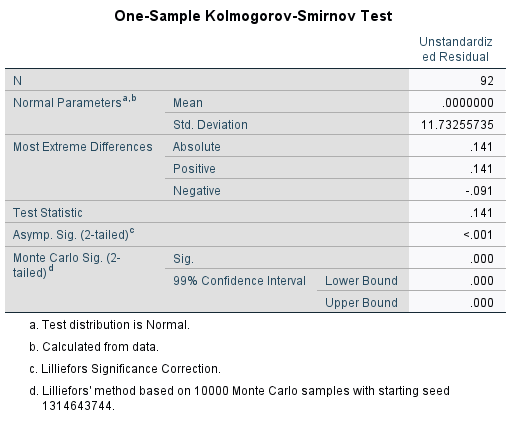 One-Sample Kolmogorov-Smirnov Test
Unstandardiz
ed Residual
N 92
Normal Parametersa,b Mean .0000000
Std. Deviation 11.73255735
Most Extreme Differences Absolute .141
Positive .141
Negative -.091
Test Statistic .141
Asymp. Sig. (2-tailed)c <.001
Monte Carlo Sig. (2-
tailed)d Sig. .000
99% Confidence Interval Lower Bound .000
Upper Bound .000
a. Test distribution is Normal.
b. Calculated from data.
c. Lilliefors Significance Correction.
d. Lilliefors' method based on 10000 Monte Carlo samples with starting seed
1314643744.